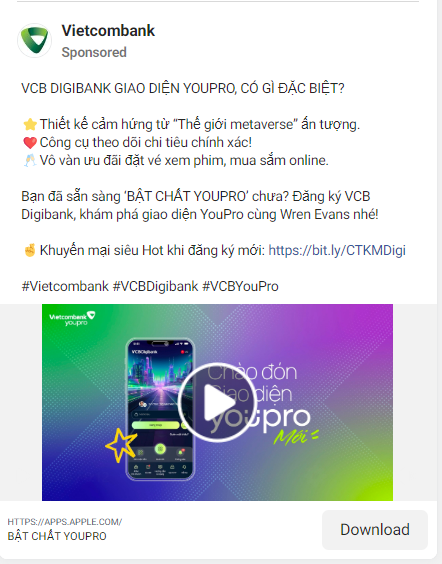 Vietcombank
Sponsored
VCB DIGIBANK GIAO DIỆN YOUPRO, CÓ GÌ ĐẶC BIỆT?
⭐ Thiết kế cảm hứng từ “Thế giới metaverse” ấn tượng.
❤️ Công cụ theo dõi chi tiêu chính xác!
🥂 Vô vàn ưu đãi đặt vé xem phim, mua sắm online.
Bạn đã sẵn sàng ‘BẬT CHẤT YOUPRO’ chưa? Đăng ký VCB
Digibank, khám phá giao diện YouPro cùng Wren Evans nhé!
Khuyến mại siêu Hot khi đăng ký mới: https://bit.ly/CTKMDigi
#Vietcombank #VCBDigibank #VCBYouPro
Vietcombank
youpro
VCBDigibank
Chào đón
giao diện
youpro
Mới
HTTPS://APPS.APPLE.COM/
BẬT CHẤT YOUPRO
Download